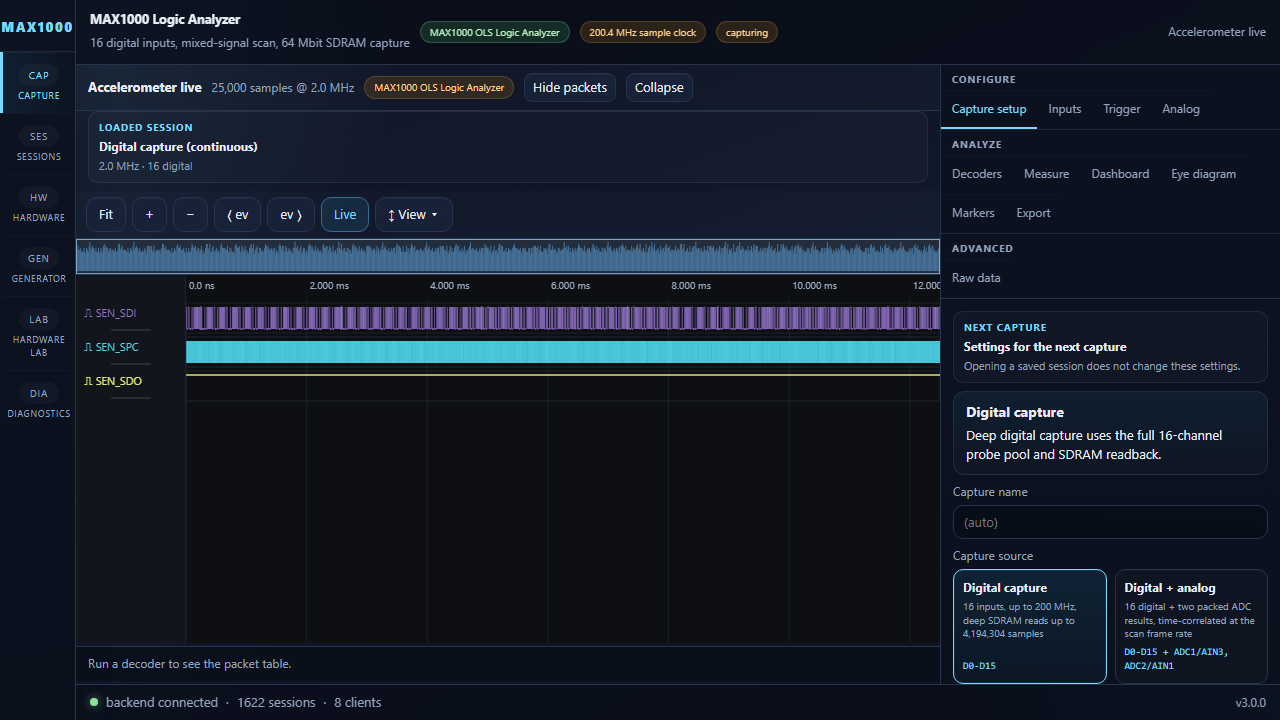 MAX1000
MAX1000 Logic Analyzer
16 digital inputs, mixed-signal scan, 64 Mbit SDRAM capture
MAX1000 OLS Logic Analyzer
200.4 MHz sample clock
capturing
Accelerometer live
CAP
CAPTURE
SES
SESSIONS
HW
HARDWARE
GEN
GENERATOR
LAB
HARDWARE
LAB
DIA
DIAGNOSTICS
Accelerometer live
25,000 samples @ 2.0 MHz
MAX1000 OLS Logic Analyzer
Hide packets
Collapse
LOADED SESSION
Digital capture (continuous)
2.0 MHz · 16 digital
Fit
+
−
⟨ ev
ev ⟩
Live
↕ View ▾
0.0 ns
2.000 ms
4.000 ms
6.000 ms
8.000 ms
10.000 ms
12.000
SEN_SDI
SEN_SPC
SEN_SDO
Run a decoder to see the packet table.
CONFIGURE
Capture setup
Inputs
Trigger
Analog
ANALYZE
Decoders
Measure
Dashboard
Eye diagram
Markers
Export
ADVANCED
Raw data
NEXT CAPTURE
Settings for the next capture
Opening a saved session does not change these settings.
Digital capture
Deep digital capture uses the full 16-channel
probe pool and SDRAM readback.
Capture name
(auto)
Capture source
Digital capture
16 inputs, up to 200 MHz,
deep SDRAM reads up to
4,194,304 samples
D0-D15
Digital + analog
16 digital + two packed ADC
results, time-correlated at the
scan frame rate
D0-D15 + ADC1/AIN3,
ADC2/AIN1
backend connected · 1622 sessions · 8 clients
v3.0.0